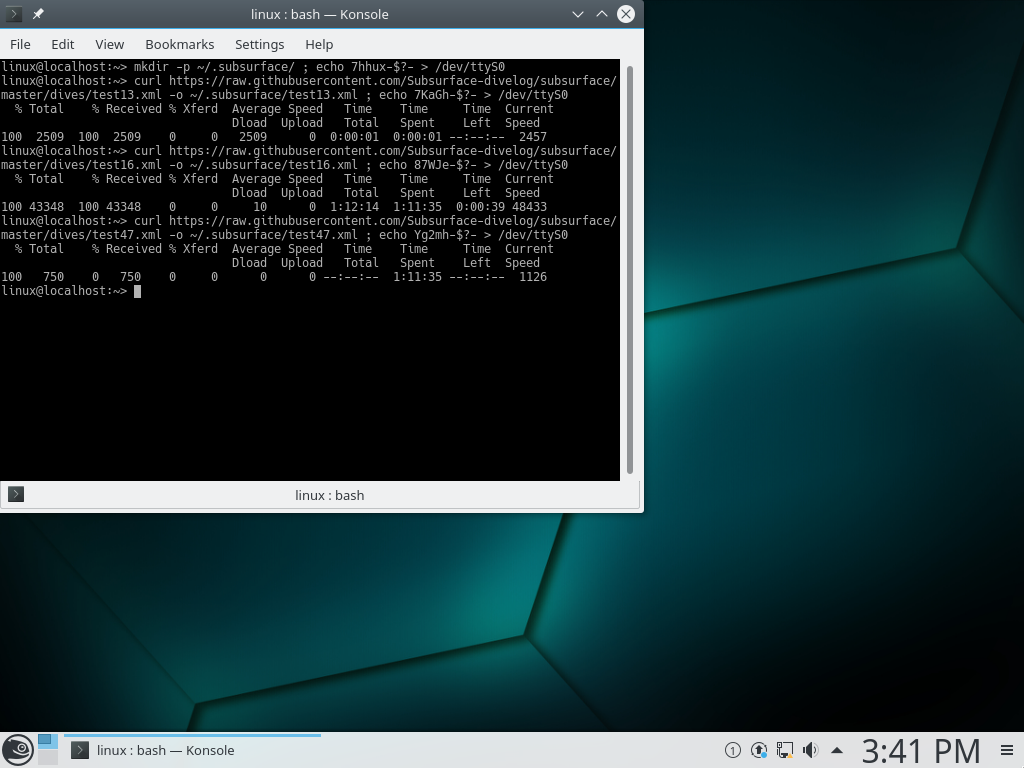 linux : bash — Konsole
File Edit View Bookmarks Settings Help
linux@localhost:~> mkdir -p ~/.subsurface/ ; echo 7hhux-$?- > /dev/ttyS0
linux@localhost:~> curl https://raw.githubusercontent.com/Subsurface-divelog/subsurface/
master/dives/test13.xml -o ~/.subsurface/test13.xml ; echo 7KaGh-$?- > /dev/ttyS0
  % Total    % Received % Xferd  Average Speed   Time    Time     Time  Current
                                 Dload  Upload   Total   Spent    Left  Speed
100  2509  100  2509    0     0   2509      0  0:00:01  0:00:01 --:--:--  2457
linux@localhost:~> curl https://raw.githubusercontent.com/Subsurface-divelog/subsurface/
master/dives/test16.xml -o ~/.subsurface/test16.xml ; echo 87WJe-$?- > /dev/ttyS0
  % Total    % Received % Xferd  Average Speed   Time    Time     Time  Current
                                 Dload  Upload   Total   Spent    Left  Speed
100 43348  100 43348    0     0     10      0  1:12:14  1:11:35  0:00:39 48433
linux@localhost:~> curl https://raw.githubusercontent.com/Subsurface-divelog/subsurface/
master/dives/test47.xml -o ~/.subsurface/test47.xml ; echo Yg2mh-$?- > /dev/ttyS0
  % Total    % Received % Xferd  Average Speed   Time    Time     Time  Current
                                 Dload  Upload   Total   Spent    Left  Speed
100   750    0   750    0     0      0      0 --:--:--  1:11:35 --:--:--  1126
linux@localhost:~>
linux : bash
linux : bash — Konsole
1
3:41 PM